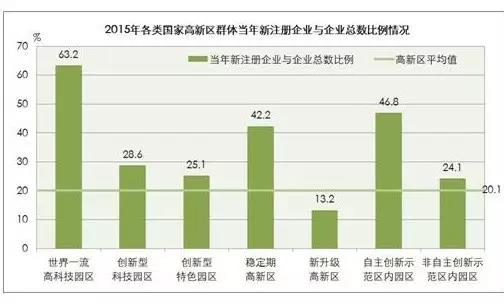 2015年各类国家高新区群体当年新注册企业与企业总数比例情况
%
当年新注册企业与企业总数比例
高新区平均值
70
60
50
40
30
20
10
0
63.2
28.6
25.1
42.2
13.2
46.8
24.1
20.1
世界一流
高科技园区
创新型
科技园区
创新型
特色园区
稳定期
高新区
新升级
高新区
自主创新示
范区内园区
非自主创新示
范区内园区